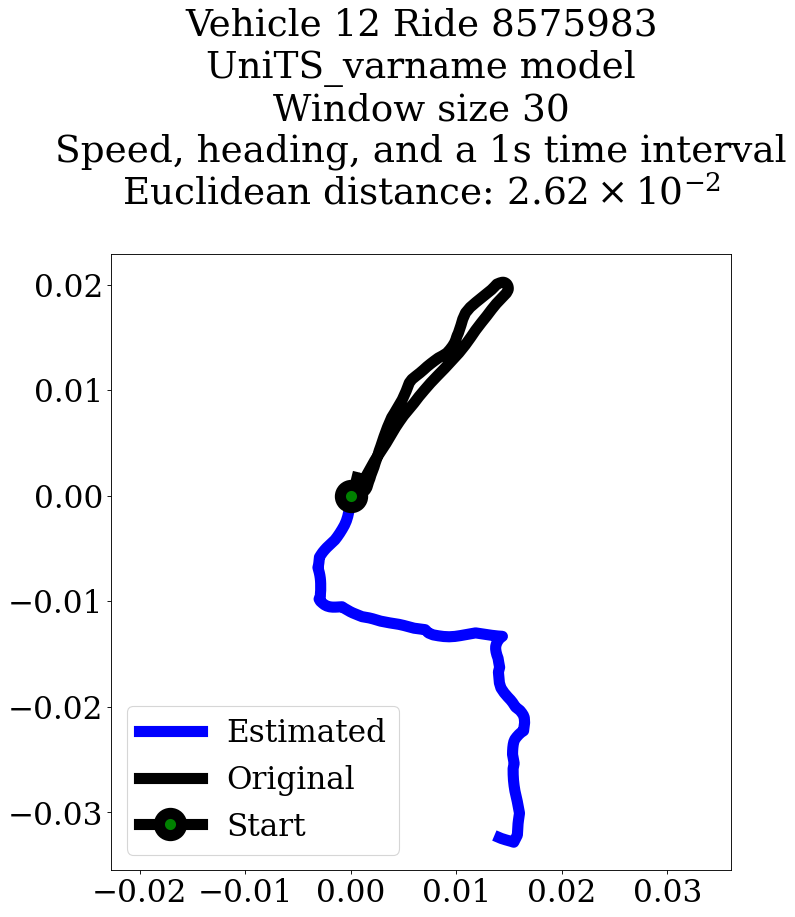 Vehicle 12 Ride 8575983
UniTS_varname model
Window size 30
Speed, heading, and a 1s time interval
Euclidean distance: 2.62 × 10⁻²
0.02
0.01
0.00
−0.01
−0.02
−0.03
Estimated
Original
Start
−0.02 −0.01 0.00 0.01 0.02 0.03